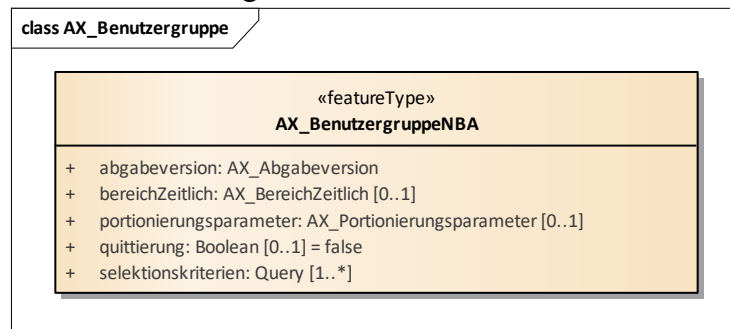 class AX_Benutzergruppe
«featureType»
AX_BenutzergruppeNBA
+ abgabeversion: AX_Abgabeversion
+ bereichZeitlich: AX_BereichZeitlich [0..1]
+ portionierungsparameter: AX_Portionierungsparameter [0..1]
+ quittierung: Boolean [0..1] = false
+ selektionskriterien: Query [1..*]